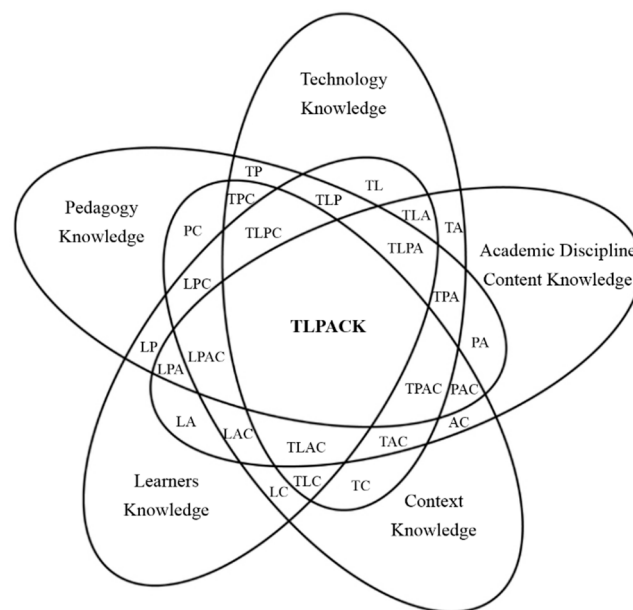 Technology
Knowledge
TP
TL
TPC
TLP
Pedagogy
Knowledge
TLA
TA
PC
TLPC
TLPA
Academic Discipline
Content Knowledge
LPC
TPA
TLPACK
LP
PA
LPA
LPAC
TPAC
PAC
LA
LAC
AC
TLAC
TAC
Learners
Knowledge
LC
TLC
TC
Context
Knowledge